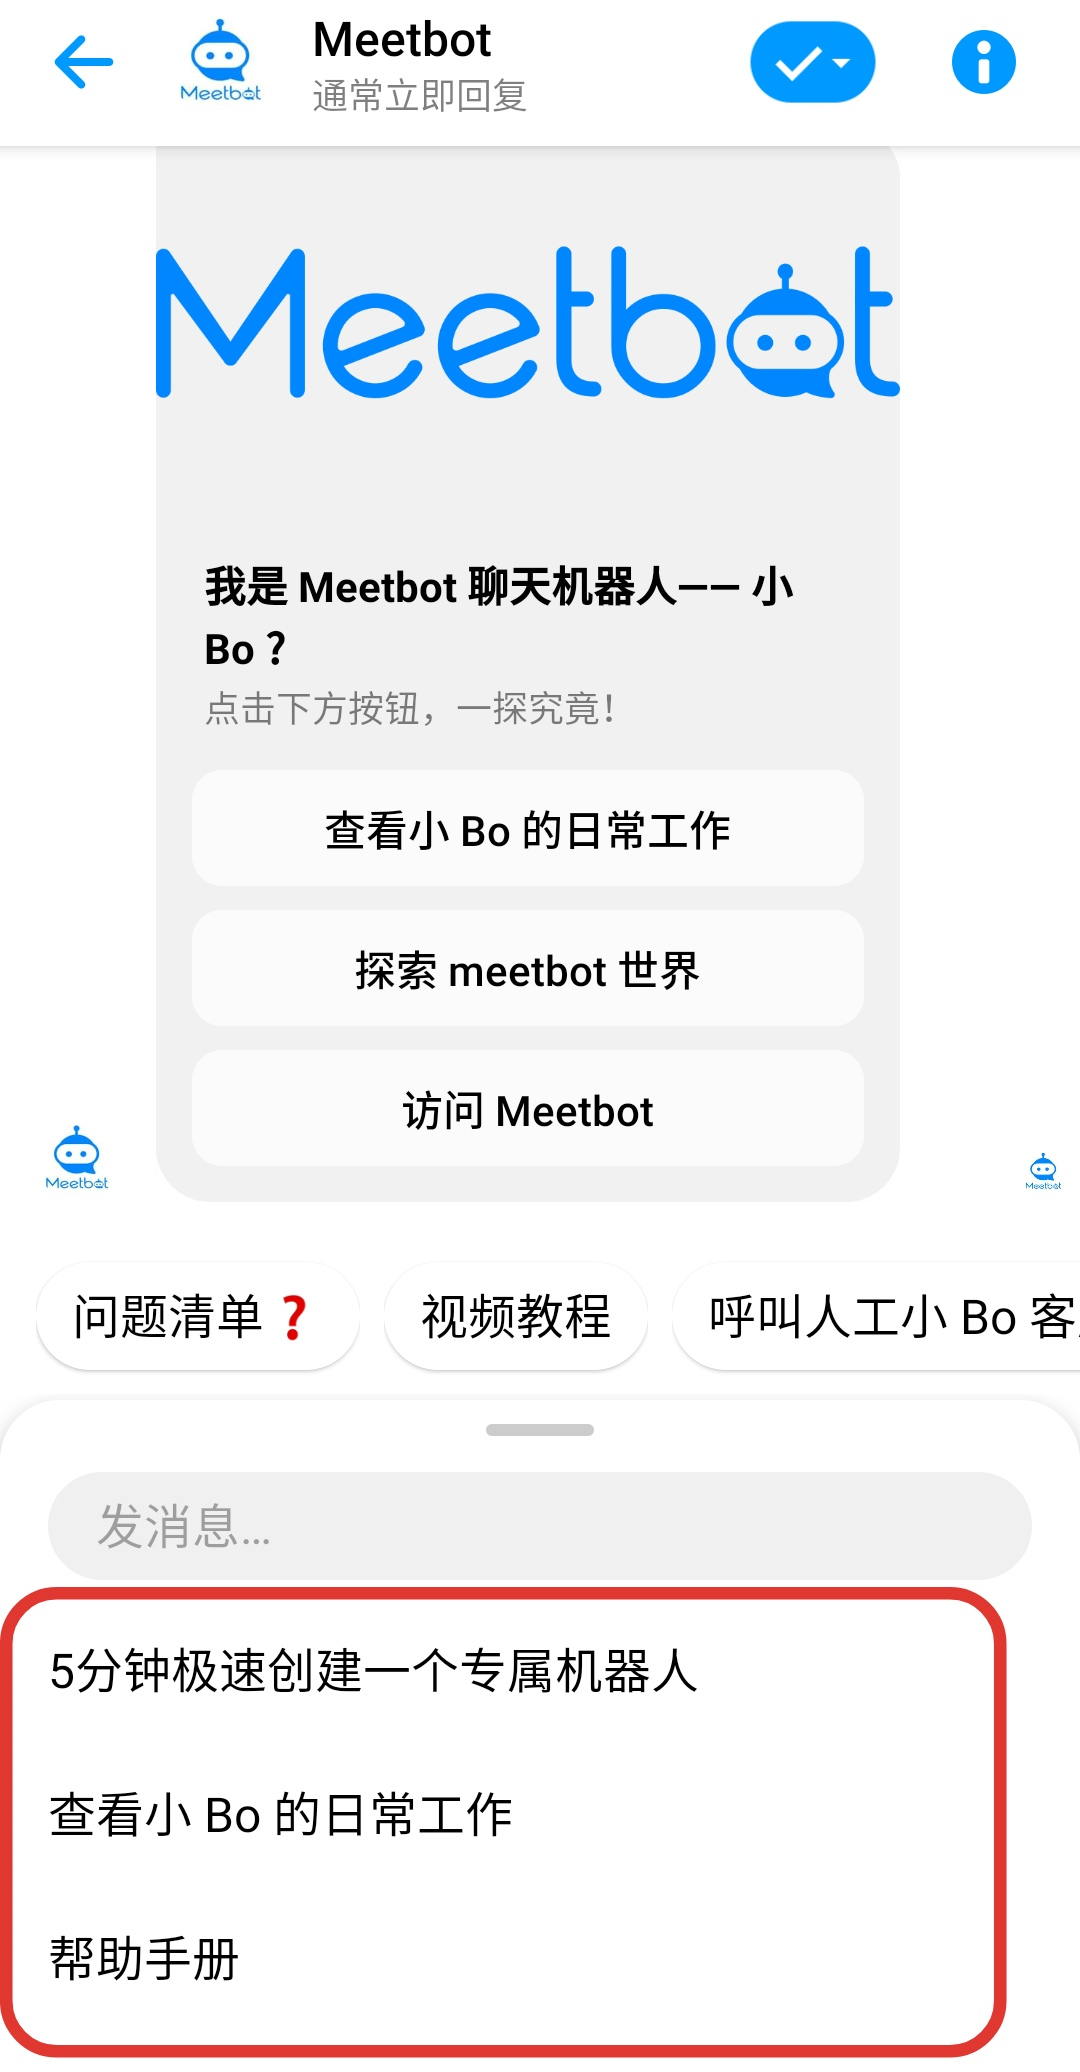 Meetbot
通常立即回复
Meetbot
Meetbot
我是 Meetbot 聊天机器人—— 小
Bo ?
点击下方按钮，一探究竟!
查看小 Bo 的日常工作
探索 meetbot 世界
访问 Meetbot
Meetbot
Meetbot
问题清单❓
视频教程
呼叫人工小 Bo 客
发消息...
5分钟极速创建一个专属机器人
查看小 Bo 的日常工作
帮助手册